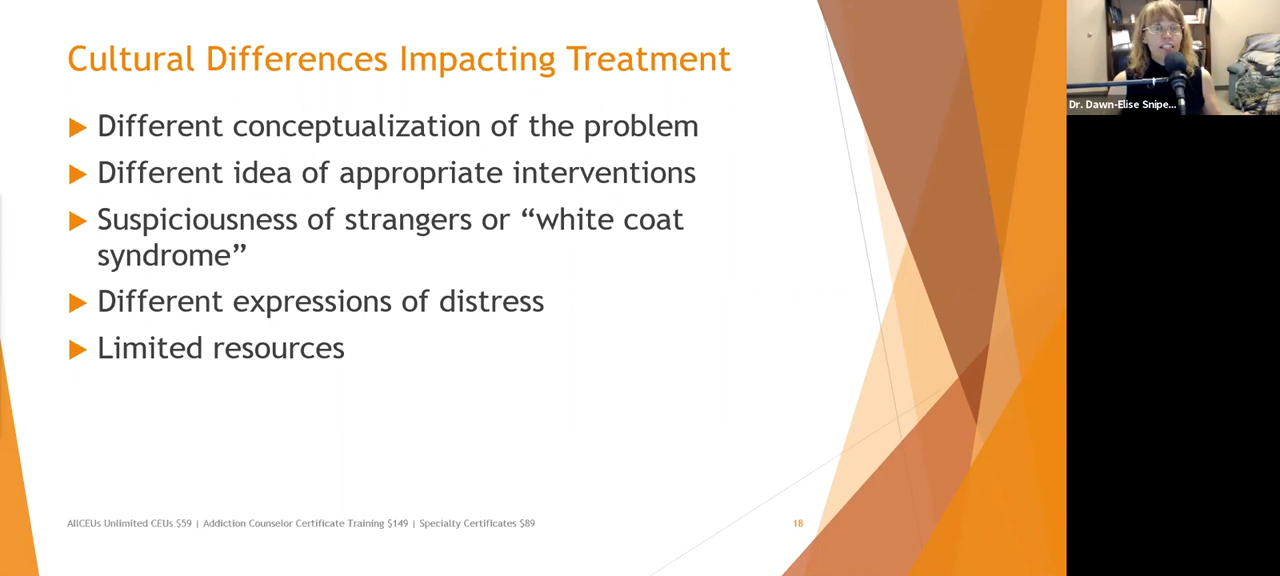 Cultural Differences Impacting Treatment
Different conceptualization of the problem
Different idea of appropriate interventions
Suspiciousness of strangers or “white coat
syndrome”
Different expressions of distress
Limited resources
AllCEUs Unlimited CEUs $59 | Addiction Counselor Certificate Training $149 | Specialty Certificates $89
18
Dr. Dawn-Elise Snipe...